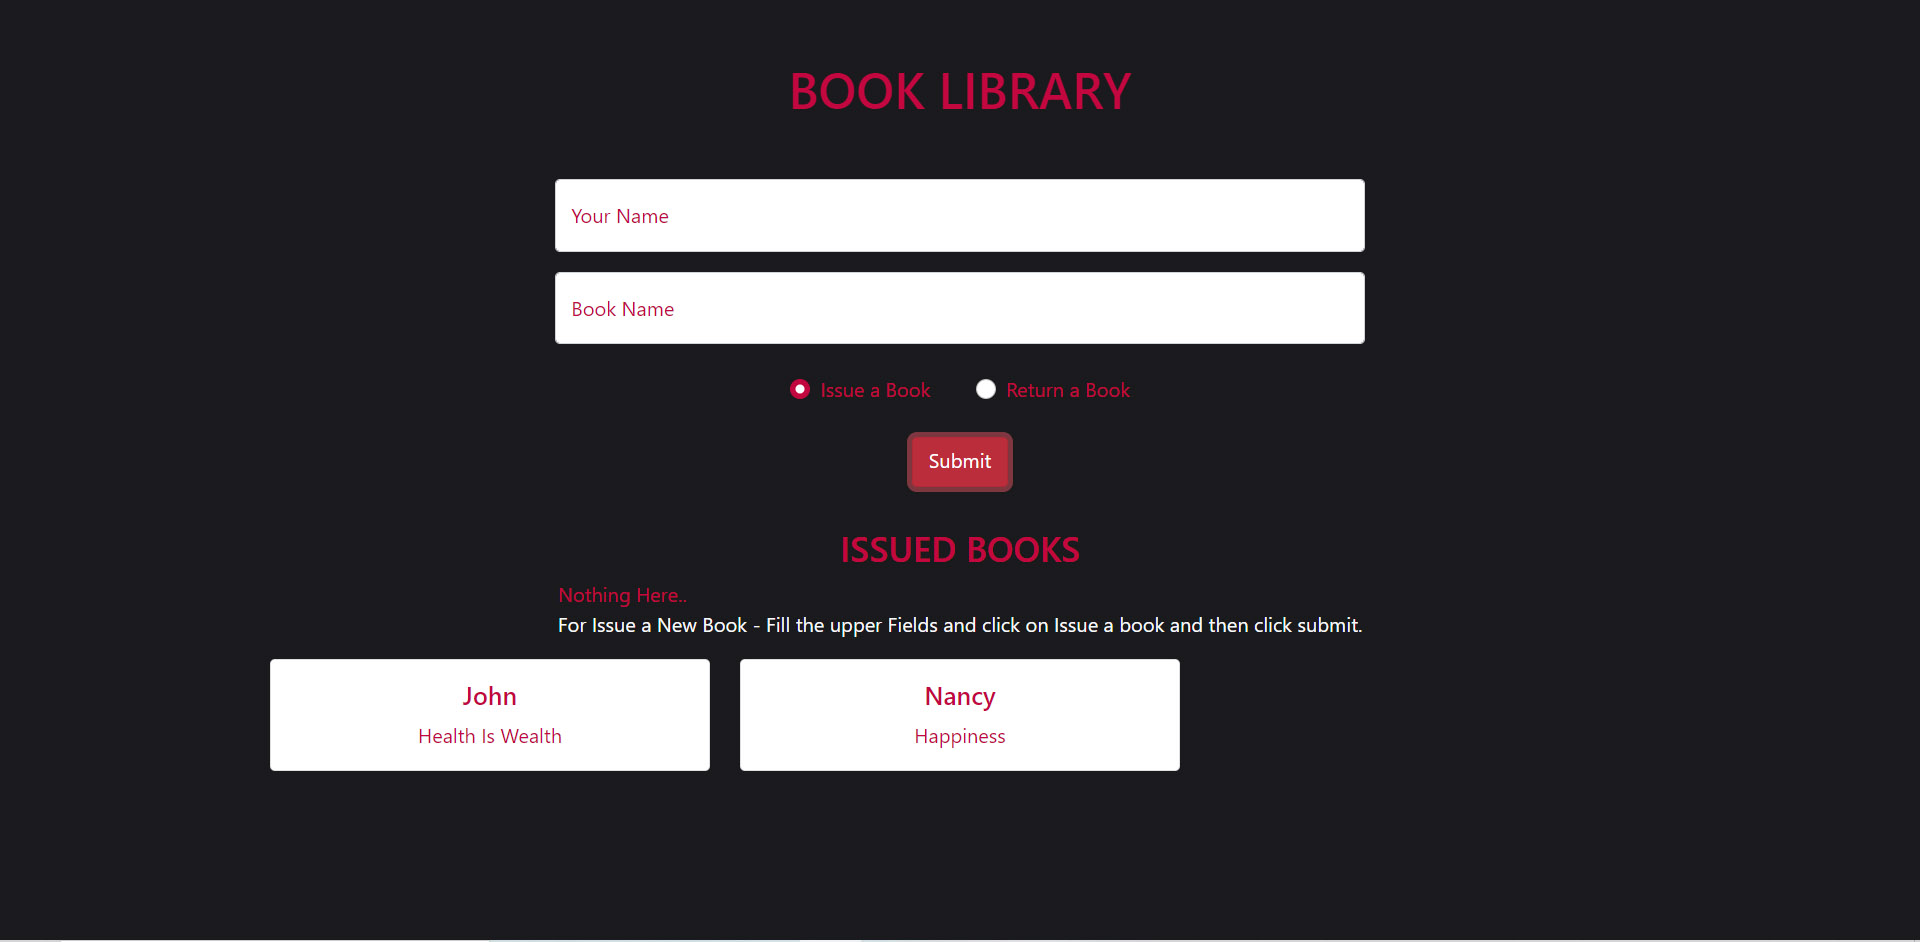 BOOK LIBRARY
Your Name
Book Name
Issue a Book Return a Book
Submit
ISSUED BOOKS
Nothing Here..
For Issue a New Book - Fill the upper Fields and click on Issue a book and then click submit.
John
Health Is Wealth
Nancy
Happiness